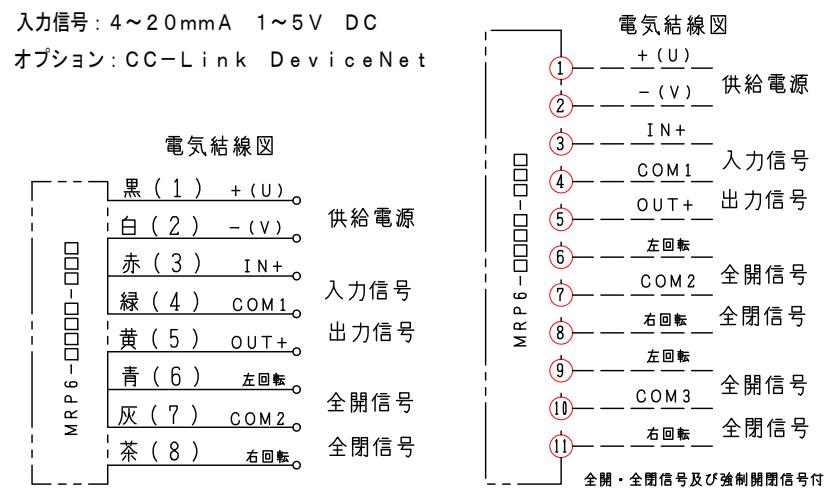 入力信号：4～20mmA　1～5V　DC
オプション：CC－Link　DeviceNet
電気結線図
MRP6-□□□□-□□□
黒（1）　+(U)
白（2）　－(V)
供給電源
赤（3）　IN+
緑（4）　COM1
入力信号
黄（5）　OUT+
出力信号
青（6）　左回転
灰（7）　COM2
全開信号
茶（8）　右回転
全閉信号
電気結線図
MRP6-□□□□-□□□
①　+(U)
②　－(V)
供給電源
③　IN+
④　COM1
入力信号
⑤　OUT+
出力信号
⑥　左回転
⑦　COM2
全開信号
⑧　右回転
全閉信号
⑨　左回転
⑩　COM3
全開信号
⑪　右回転
全閉信号
全開・全閉信号及び強制開閉信号付